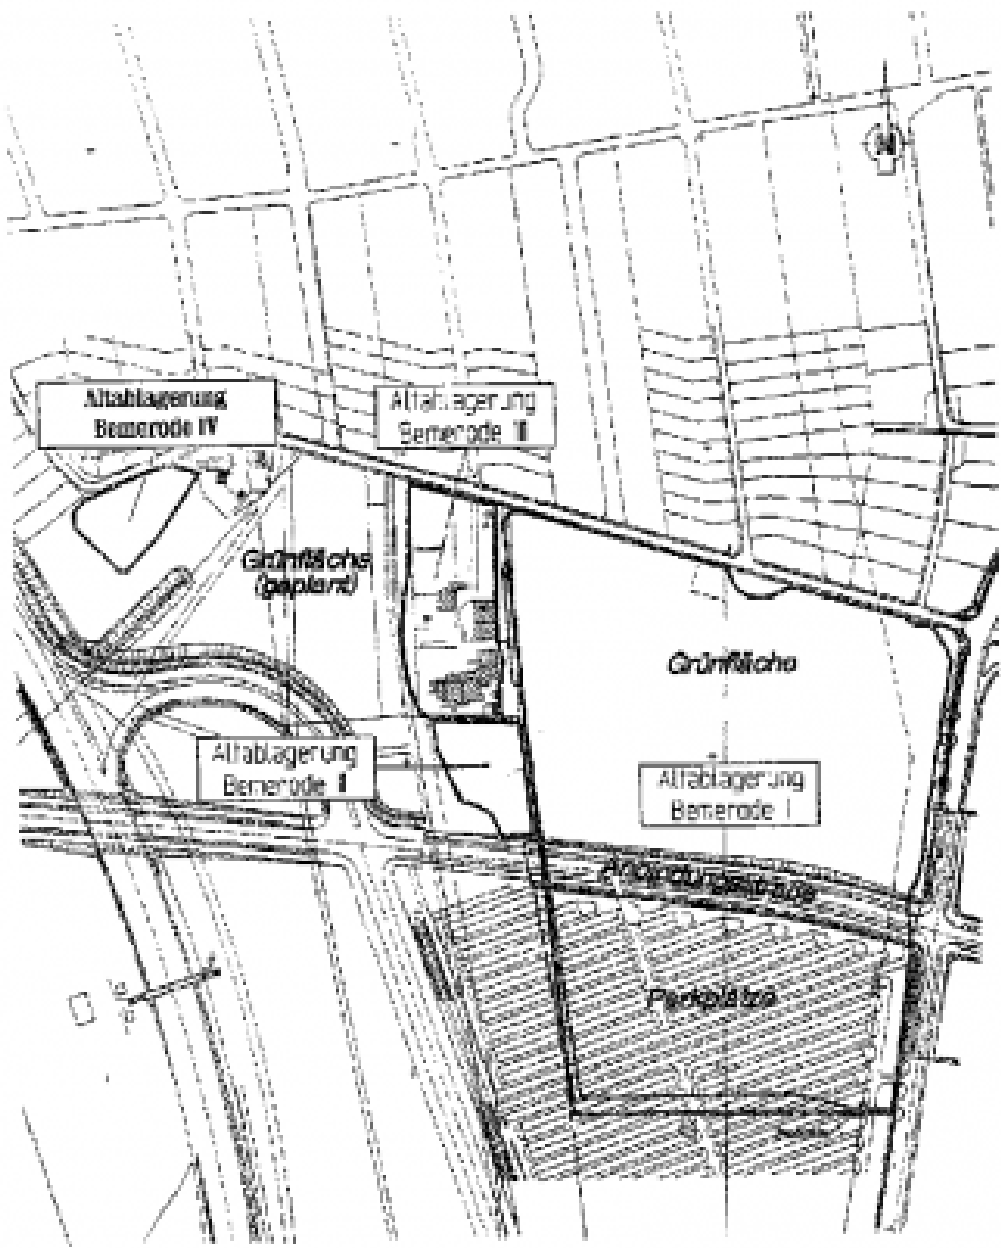 Altablagerung
Bemerode IV
Altablagerung
Bemerode III
Grünfläche
(geplant)
Grünfläche
Altablagerung
Bemerode II
Altablagerung
Bemerode I
Anbindungsstrasse
Parkplätze